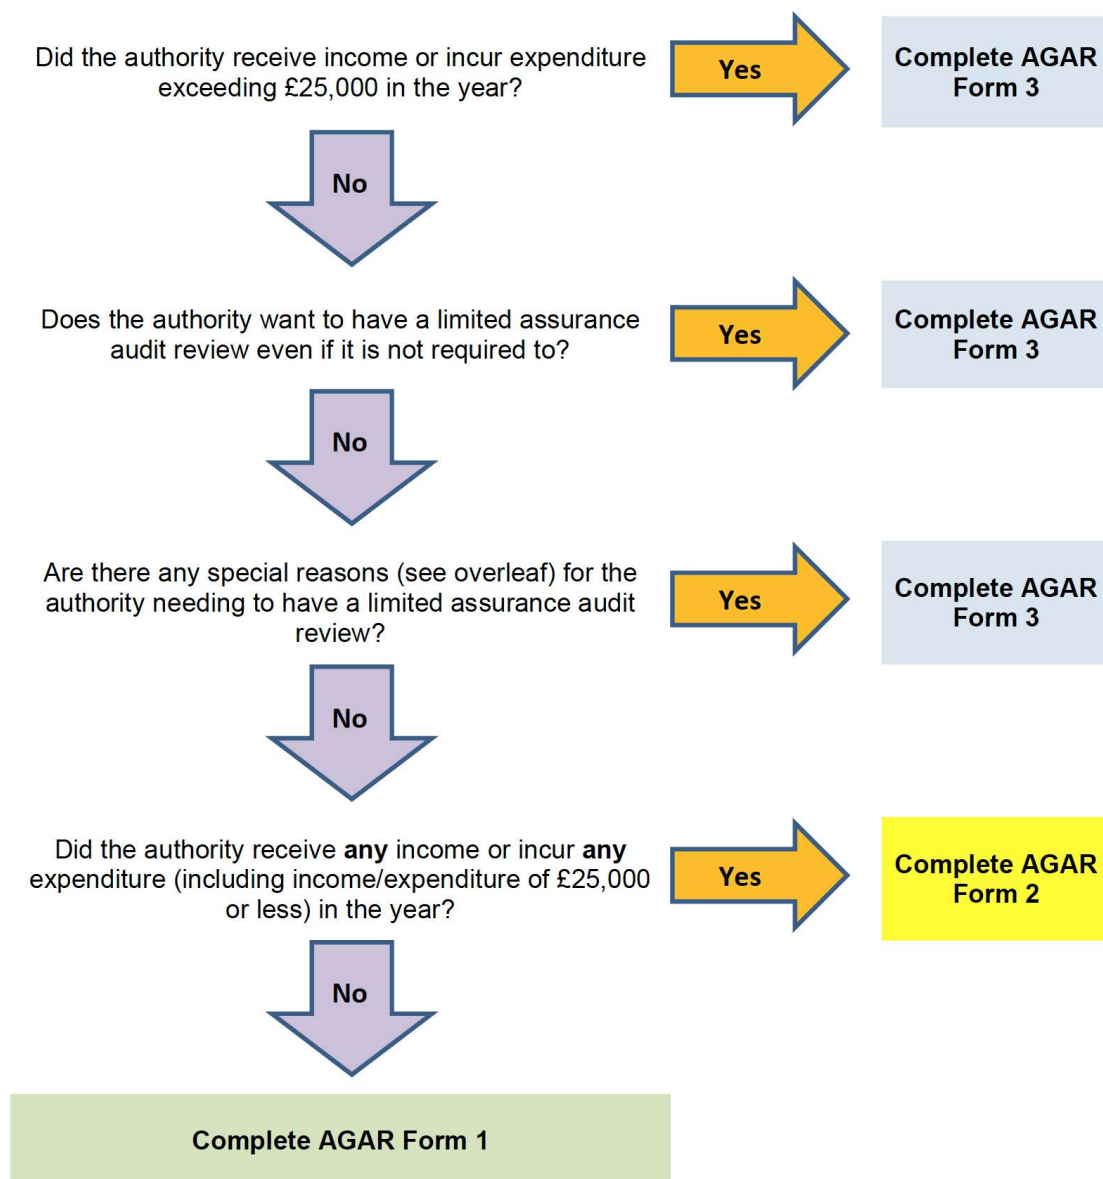 Did the authority receive income or incur expenditure
exceeding £25,000 in the year?
Yes
Complete AGAR
Form 3
No
Does the authority want to have a limited assurance
audit review even if it is not required to?
Yes
Complete AGAR
Form 3
No
Are there any special reasons (see overleaf) for the
authority needing to have a limited assurance audit
review?
Yes
Complete AGAR
Form 3
No
Did the authority receive any income or incur any
expenditure (including income/expenditure of £25,000
or less) in the year?
Yes
Complete AGAR
Form 2
No
Complete AGAR Form 1